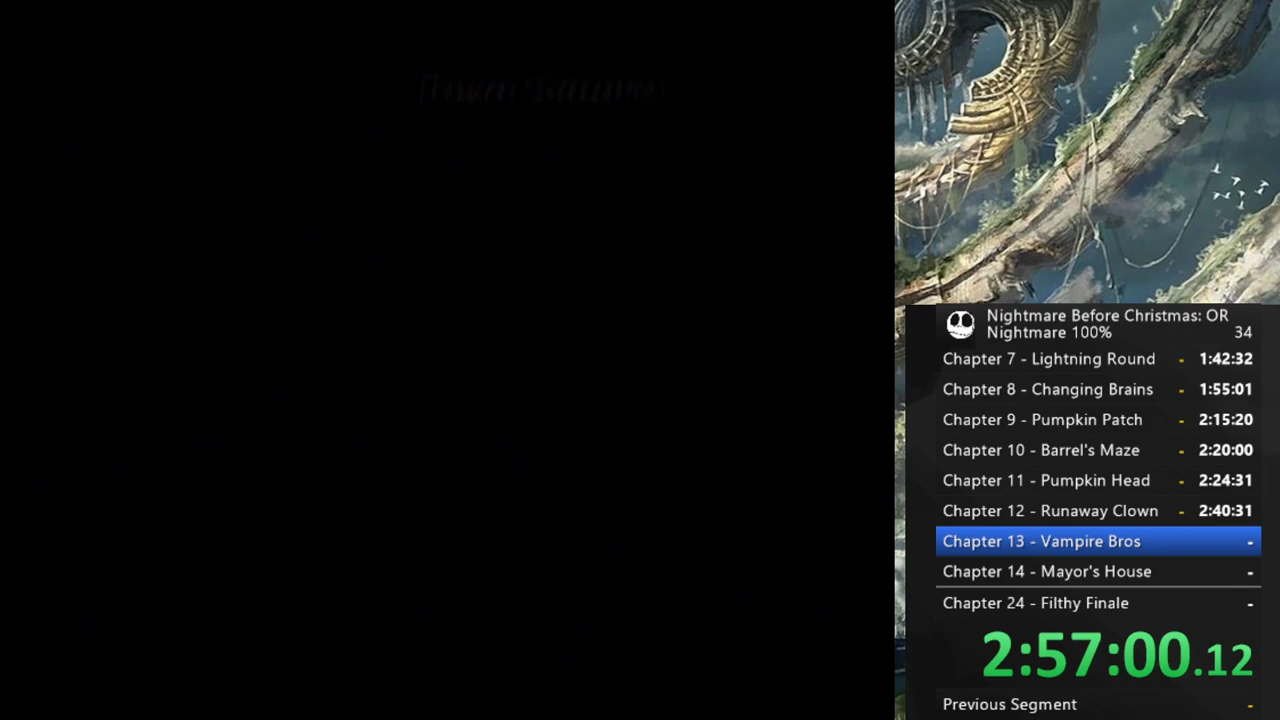 Town Square
Nightmare Before Christmas: OR
Nightmare 100% 34
Chapter 7 - Lightning Round - 1:42:32
Chapter 8 - Changing Brains - 1:55:01
Chapter 9 - Pumpkin Patch - 2:15:20
Chapter 10 - Barrel's Maze - 2:20:00
Chapter 11 - Pumpkin Head - 2:24:31
Chapter 12 - Runaway Clown - 2:40:31
Chapter 13 - Vampire Bros -
Chapter 14 - Mayor's House -
Chapter 24 - Filthy Finale -
2:57:00.12
Previous Segment -